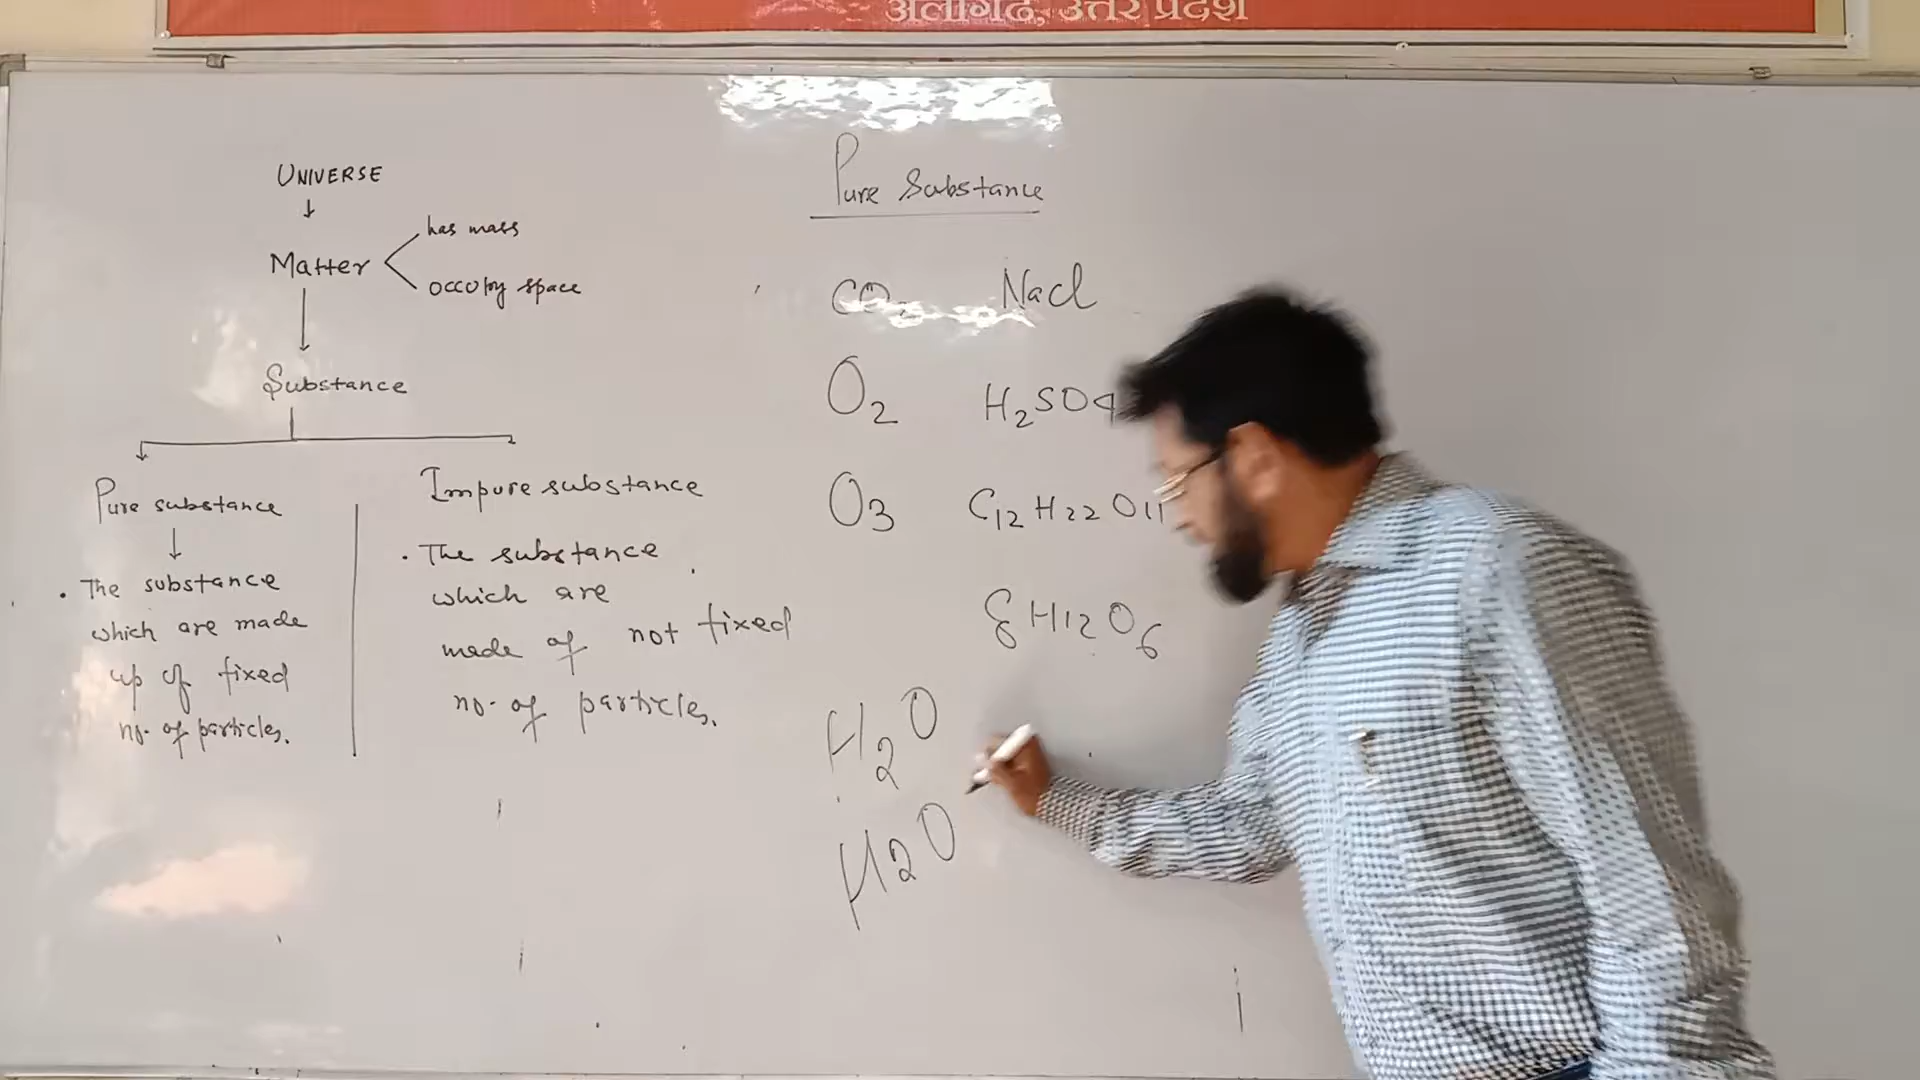 अलीगढ़, उत्तर प्रदेश
UNIVERSE
Matter
has mass
occupy space
Substance
Pure substance
. The substance
which are made
up of fixed
no. of particles.
Impure substance
. The substance
which are
made of not fixed
no. of particles.
Pure Substance
CO2 NaCl
O2 H2SO4
O3 C12H22O11
H12O6
H2O
H2O